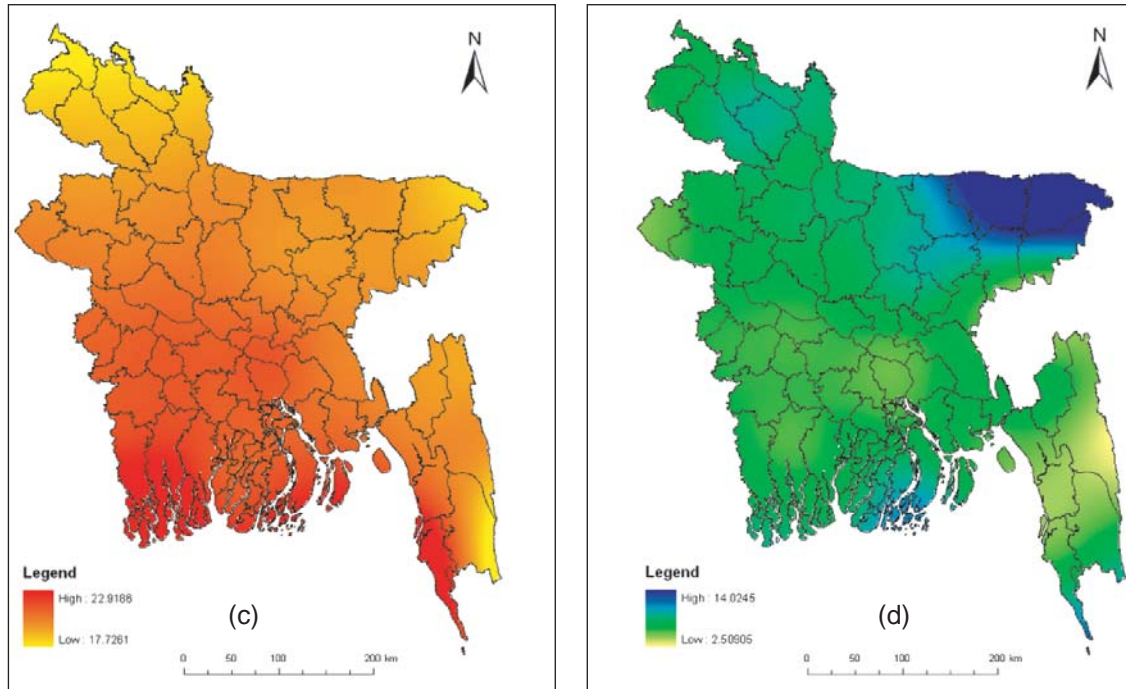 N
Legend
High : 22.9186
Low : 17.7261
(c)
0 50 100 200 km
N
Legend
High : 14.0245
Low : 2.50905
(d)
0 50 100 200 km